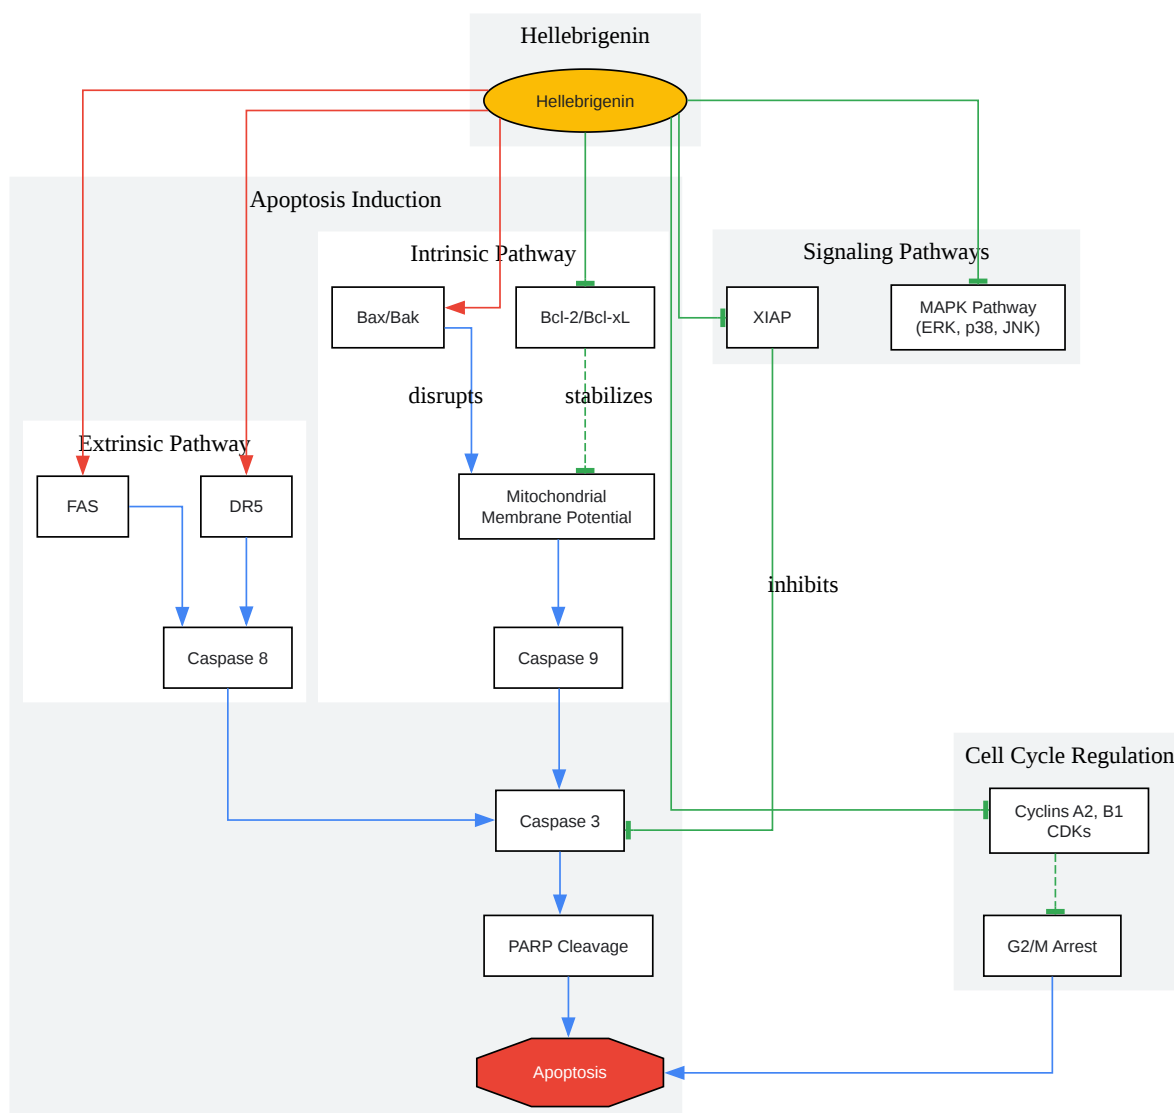 Hellebrigenin
Hellebrigenin
Apoptosis Induction
Intrinsic Pathway
Signaling Pathways
Bax/Bak
Bcl-2/Bcl-xL
XIAP
MAPK Pathway
(ERK, p38, JNK)
disrupts
stabilizes
Extrinsic Pathway
FAS
DR5
Mitochondrial
Membrane Potential
inhibits
Caspase 8
Caspase 9
Cell Cycle Regulation
Caspase 3
Cyclins A2, B1
CDKs
PARP Cleavage
G2/M Arrest
Apoptosis